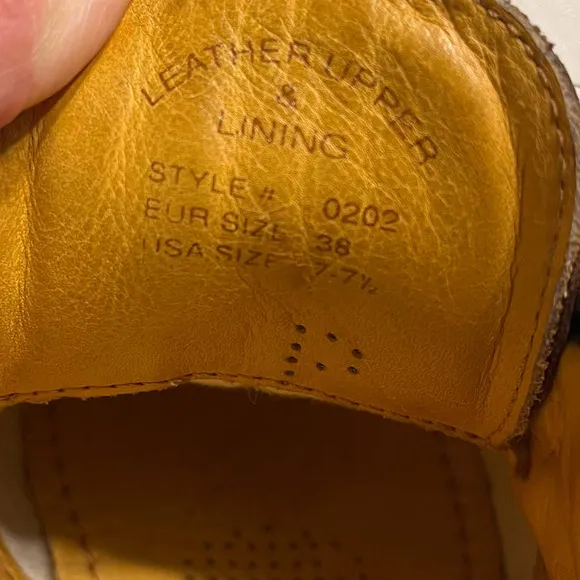 LEATHER UPPER
&
LINING
STYLE # 0202
EUR SIZE 38
USA SIZE 7-7½